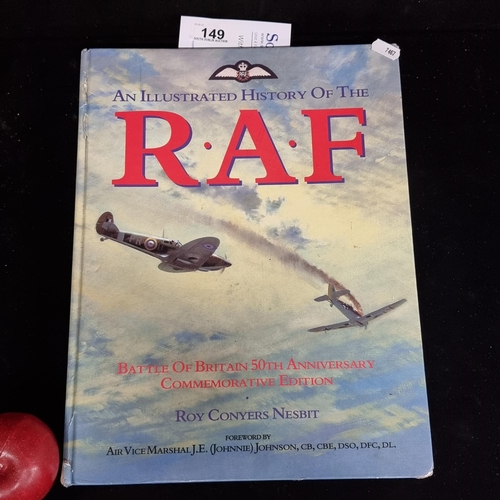 149
AN ILLUSTRATED HISTORY OF THE
R·A·F
BATTLE OF BRITAIN 50TH ANNIVERSARY
COMMEMORATIVE EDITION
ROY CONYERS NESBIT
FOREWORD BY
AIR VICE MARSHAL J.E. (JOHNNIE) JOHNSON, CB, CBE, DSO, DFC, DL.